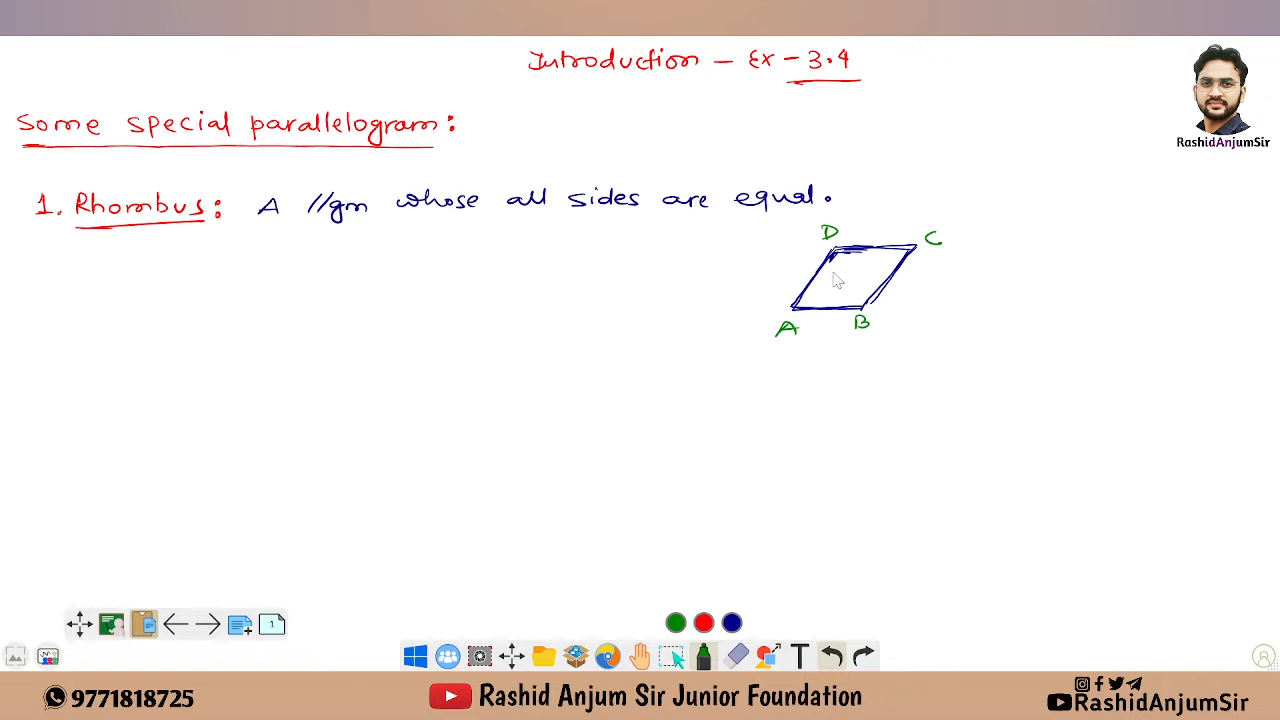 Introduction - Ex - 3.4
RashidAnjumSir
Some special parallelogram:
1. Rhombus: A //gm whose all sides are equal.
D
C
A
B
1
9771818725
Rashid Anjum Sir Junior Foundation
RashidAnjumSir